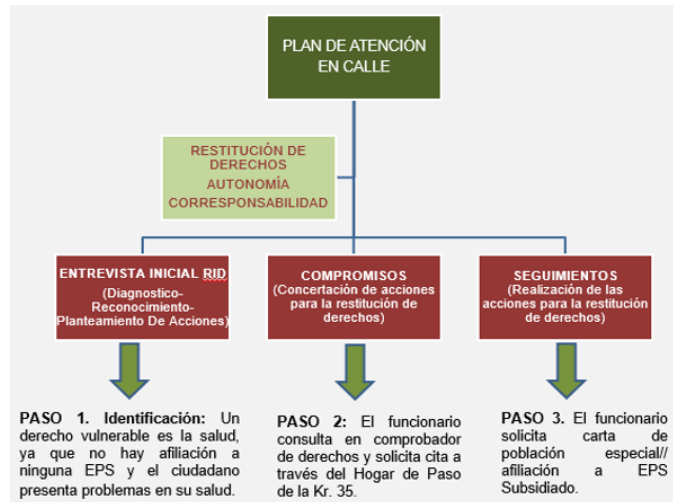 PLAN DE ATENCIÓN
EN CALLE
RESTITUCIÓN DE
DERECHOS
AUTONOMÍA
CORRESPONSABILIDAD
ENTREVISTA INICIAL RID
(Diagnostico-
Reconocimiento-
Planteamiento De Acciones)
COMPROMISOS
(Concertación de acciones
para la restitución de
derechos)
SEGUIMIENTOS
(Realización de las
acciones para la restitución
de derechos)
PASO 1. Identificación: Un
derecho vulnerable es la salud,
ya que no hay afiliación a
ninguna EPS y el ciudadano
presenta problemas en su salud.
PASO 2: El funcionario
consulta en comprobador
de derechos y solicita cita a
través del Hogar de Paso
de la Kr. 35.
PASO 3. El funcionario
solicita carta de
población especial//
afiliación a EPS
Subsidiado.